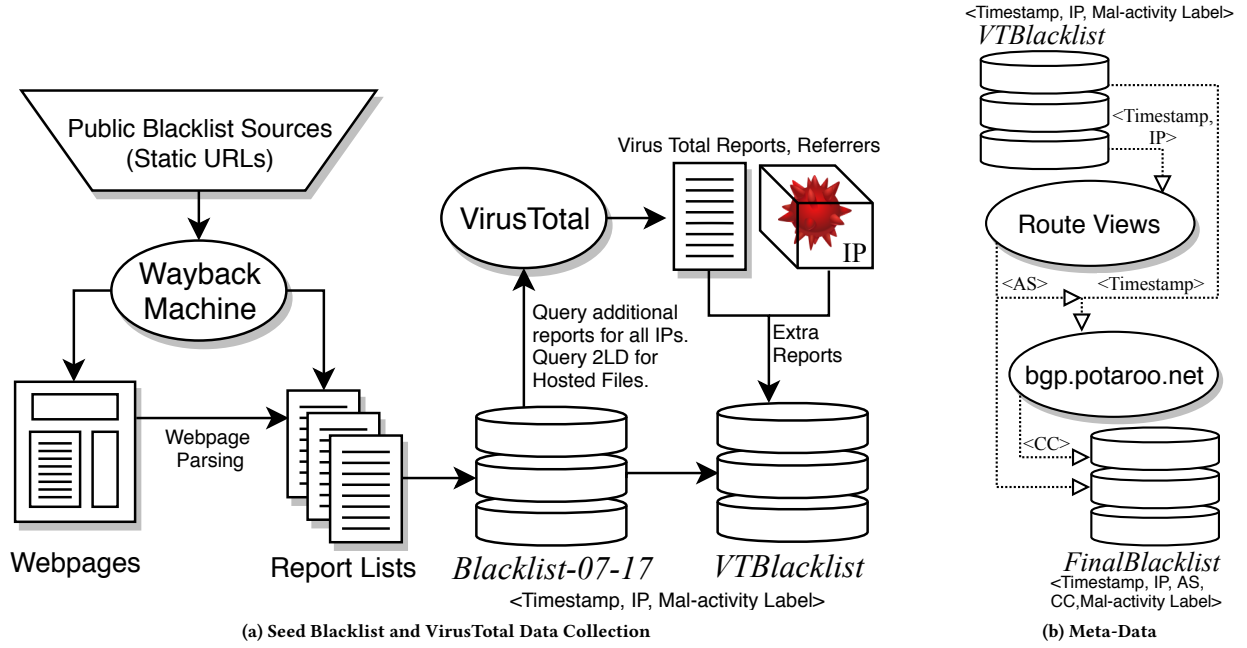 Public Blacklist Sources
(Static URLs)
Wayback
Machine
Webpages
Webpage
Parsing
Report Lists
VirusTotal
Virus Total Reports, Referrers
IP
Query additional
reports for all IPs.
Query 2LD for
Hosted Files.
Extra
Reports
Blacklist-07-17
VTBlacklist
<Timestamp, IP, Mal-activity Label>
(a) Seed Blacklist and VirusTotal Data Collection
<Timestamp, IP, Mal-activity Label>
VTBlacklist
<Timestamp,
IP>
Route Views
<AS>
<Timestamp>
bgp.potaroo.net
<CC>
FinalBlacklist
<Timestamp, IP, AS,
CC,Mal-activity Label>
(b) Meta-Data